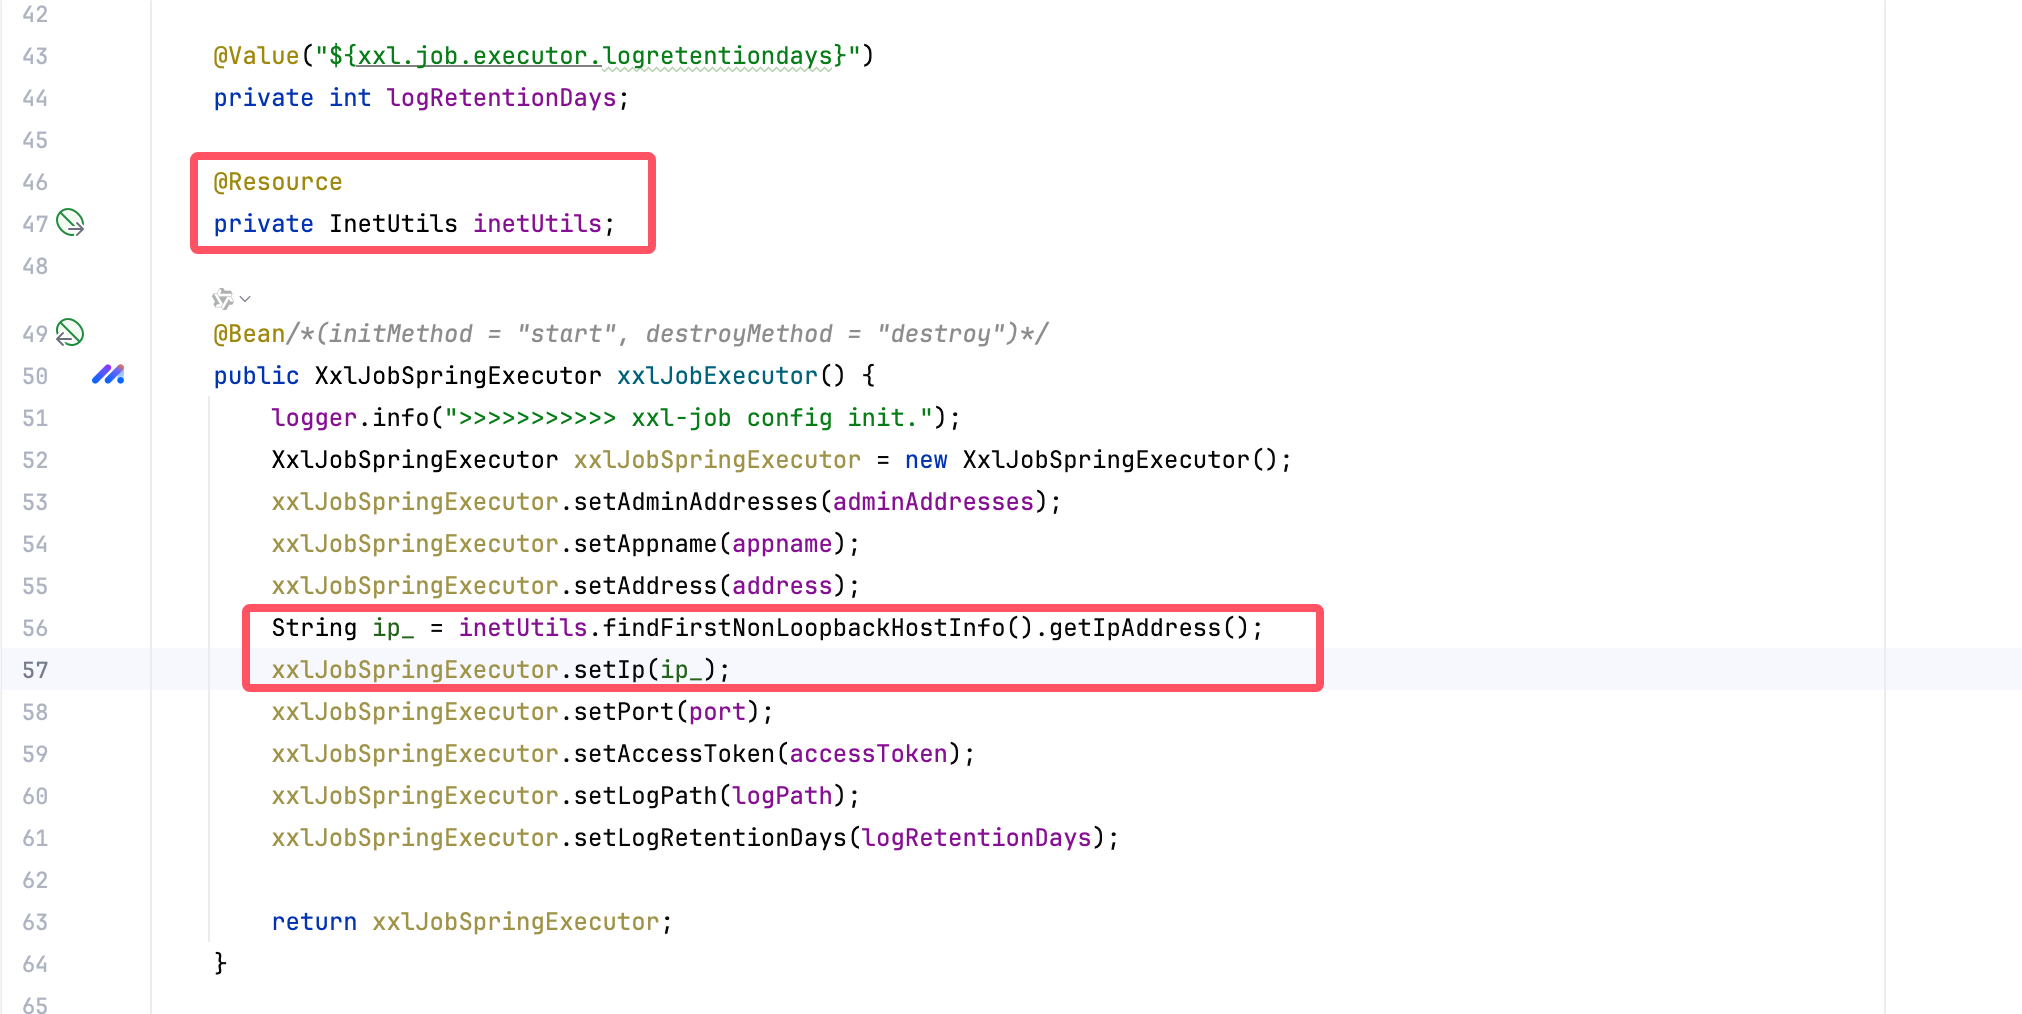 42
43 @Value("${xxl.job.executor.logretentiondays}")
44 private int logRetentionDays;
45
46 @Resource
47 private InetUtils inetUtils;
48
49 @Bean/*(initMethod = "start", destroyMethod = "destroy")*/
50 public XxlJobSpringExecutor xxlJobExecutor() {
51 logger.info(">>>>>>>>>>> xxl-job config init.");
52 XxlJobSpringExecutor xxlJobSpringExecutor = new XxlJobSpringExecutor();
53 xxlJobSpringExecutor.setAdminAddresses(adminAddresses);
54 xxlJobSpringExecutor.setAppname(appname);
55 xxlJobSpringExecutor.setAddress(address);
56 String ip_ = inetUtils.findFirstNonLoopbackHostInfo().getIpAddress();
57 xxlJobSpringExecutor.setIp(ip_);
58 xxlJobSpringExecutor.setPort(port);
59 xxlJobSpringExecutor.setAccessToken(accessToken);
60 xxlJobSpringExecutor.setLogPath(logPath);
61 xxlJobSpringExecutor.setLogRetentionDays(logRetentionDays);
62
63 return xxlJobSpringExecutor;
64 }
65